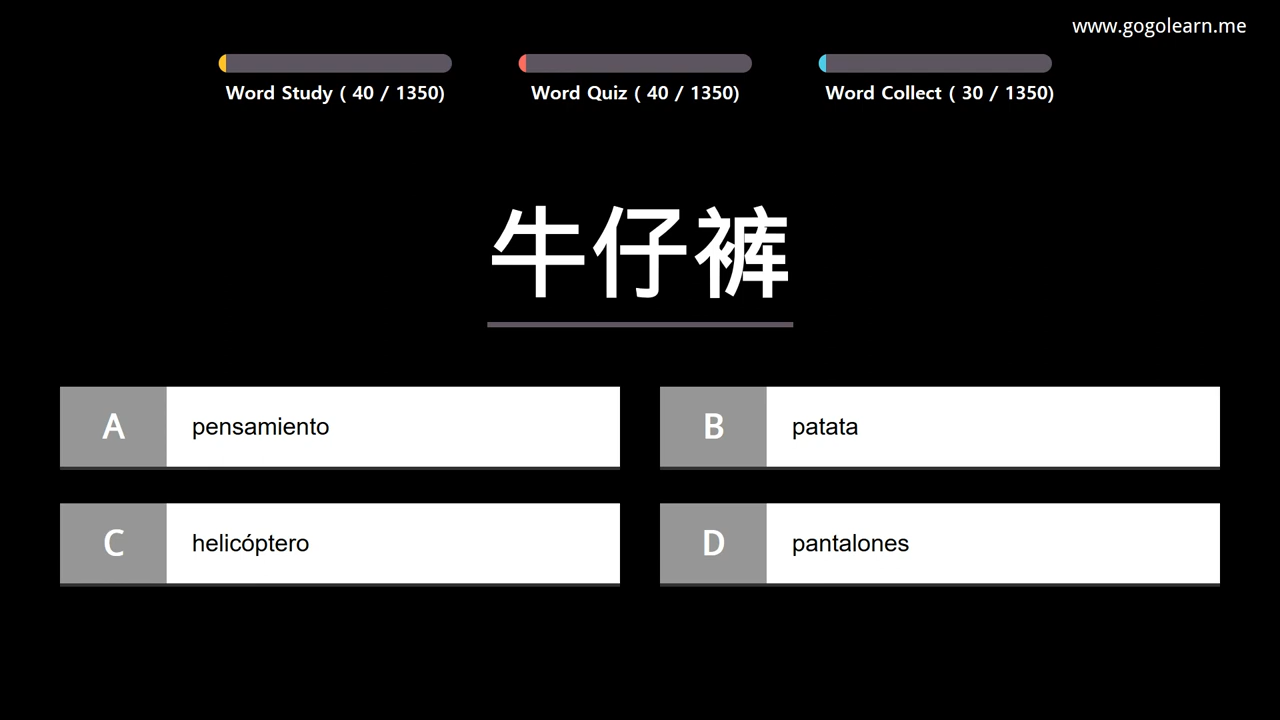 www.gogolearn.me
Word Study ( 40 / 1350)
Word Quiz ( 40 / 1350)
Word Collect ( 30 / 1350)
牛仔裤
A pensamiento
B patata
C helicóptero
D pantalones